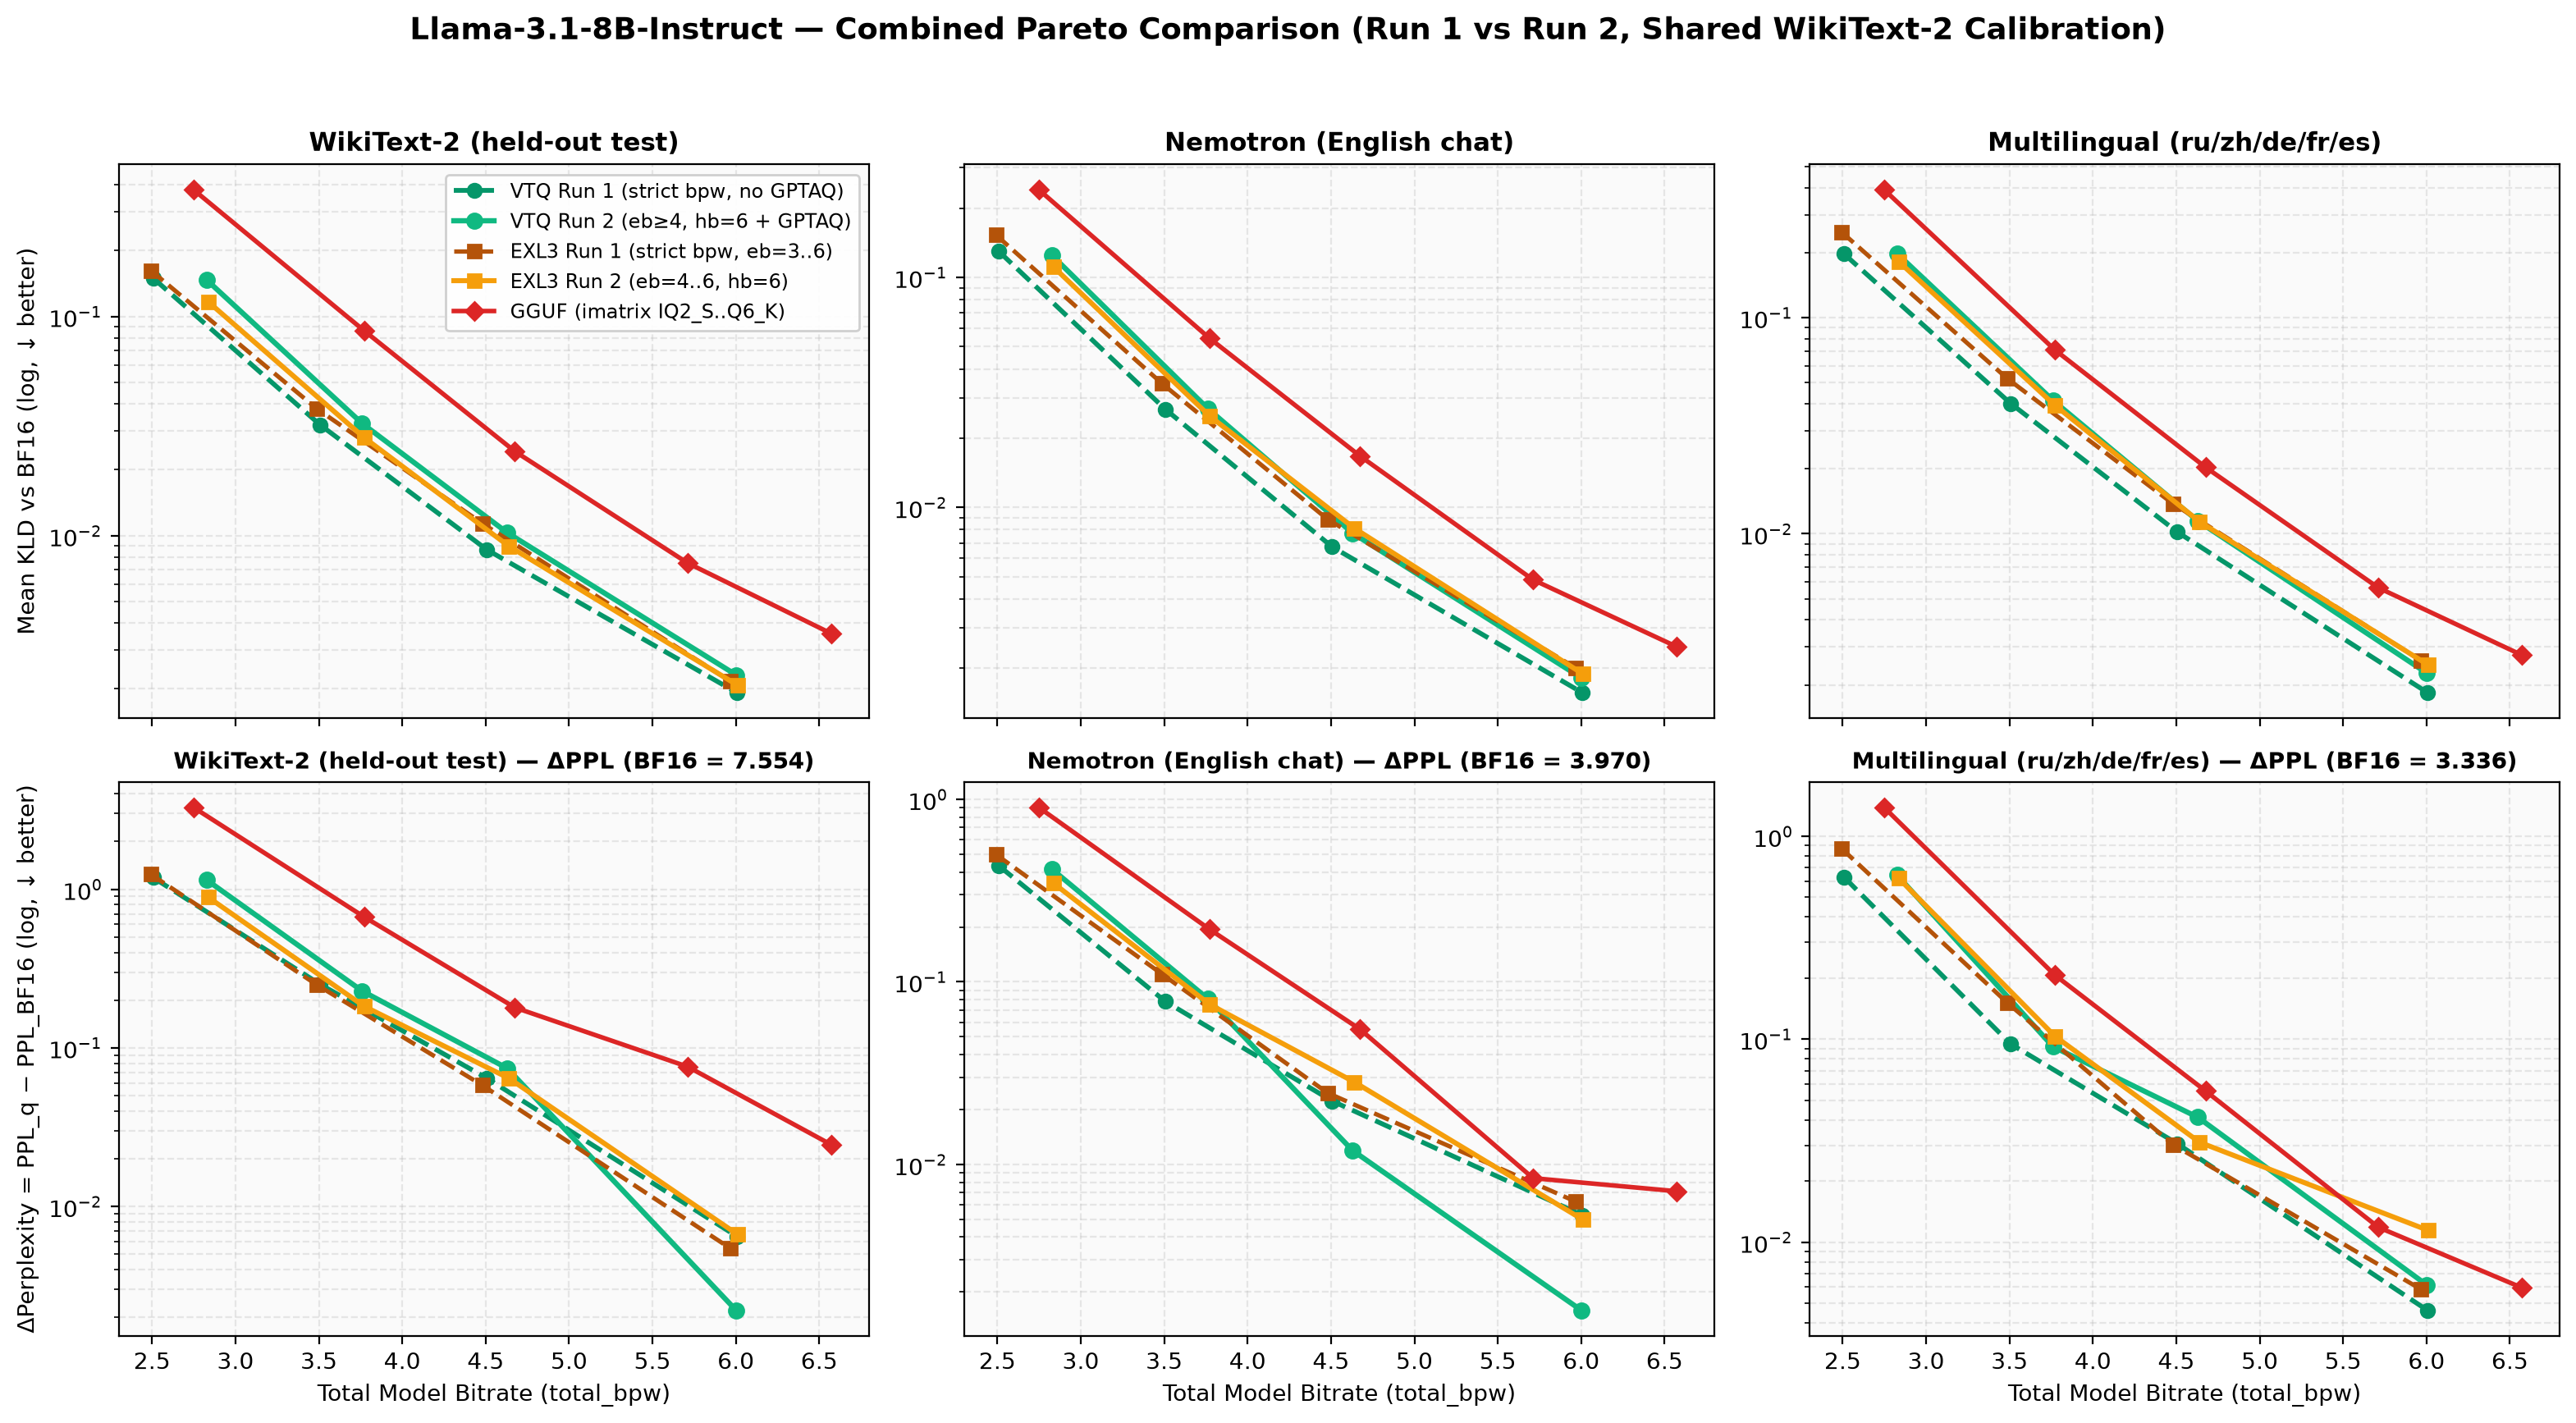 Llama-3.1-8B-Instruct — Combined Pareto Comparison (Run 1 vs Run 2, Shared WikiText-2 Calibration)
WikiText-2 (held-out test)
Mean KLD vs BF16 (log, ↓ better)
10⁻¹
10⁻²
VTQ Run 1 (strict bpw, no GPTAQ)
VTQ Run 2 (eb≥4, hb=6 + GPTAQ)
EXL3 Run 1 (strict bpw, eb=3..6)
EXL3 Run 2 (eb=4..6, hb=6)
GGUF (imatrix IQ2_S..Q6_K)
Nemotron (English chat)
10⁻¹
10⁻²
Multilingual (ru/zh/de/fr/es)
10⁻¹
10⁻²
WikiText-2 (held-out test) — ΔPPL (BF16 = 7.554)
ΔPerplexity = PPL_q − PPL_BF16 (log, ↓ better)
10⁰
10⁻¹
10⁻²
2.5 3.0 3.5 4.0 4.5 5.0 5.5 6.0 6.5
Total Model Bitrate (total_bpw)
Nemotron (English chat) — ΔPPL (BF16 = 3.970)
10⁰
10⁻¹
10⁻²
2.5 3.0 3.5 4.0 4.5 5.0 5.5 6.0 6.5
Total Model Bitrate (total_bpw)
Multilingual (ru/zh/de/fr/es) — ΔPPL (BF16 = 3.336)
10⁰
10⁻¹
10⁻²
2.5 3.0 3.5 4.0 4.5 5.0 5.5 6.0 6.5
Total Model Bitrate (total_bpw)